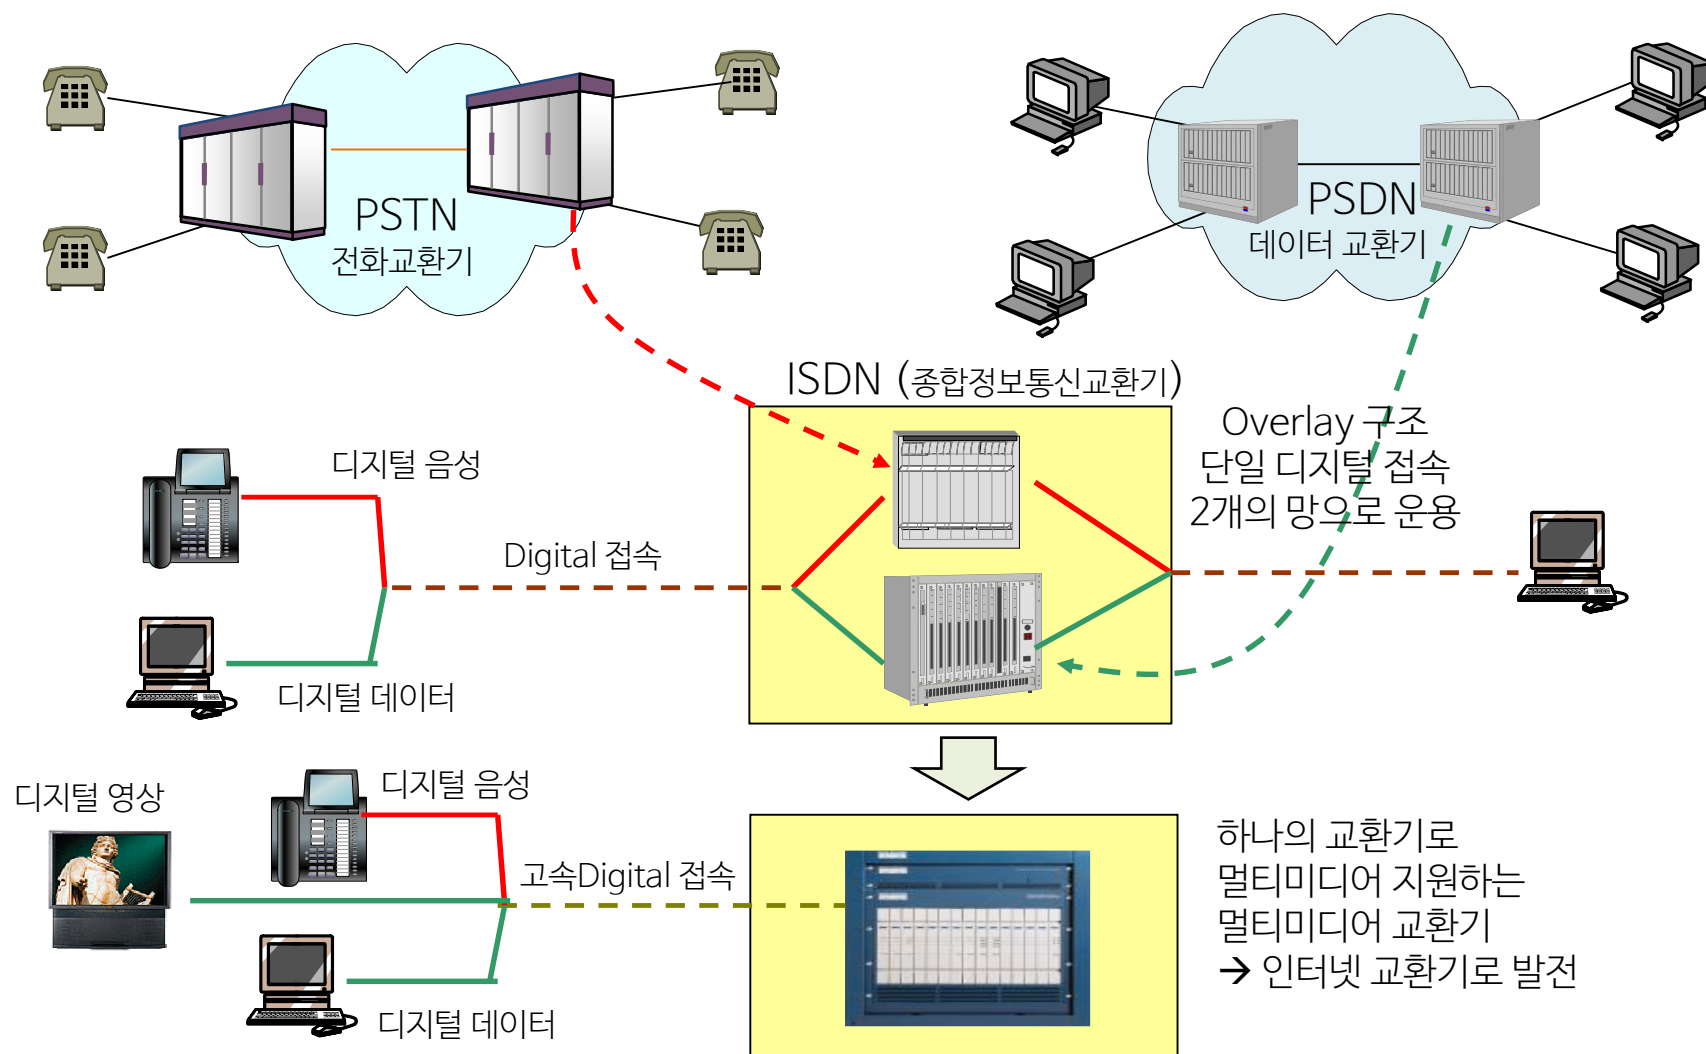 PSTN
전화교환기
PSDN
데이터 교환기
ISDN (종합정보통신교환기)
Overlay 구조
단일 디지털 접속
2개의 망으로 운용
디지털 음성
Digital 접속
디지털 데이터
디지털 영상
디지털 음성
고속Digital 접속
디지털 데이터
하나의 교환기로
멀티미디어 지원하는
멀티미디어 교환기
→ 인터넷 교환기로 발전